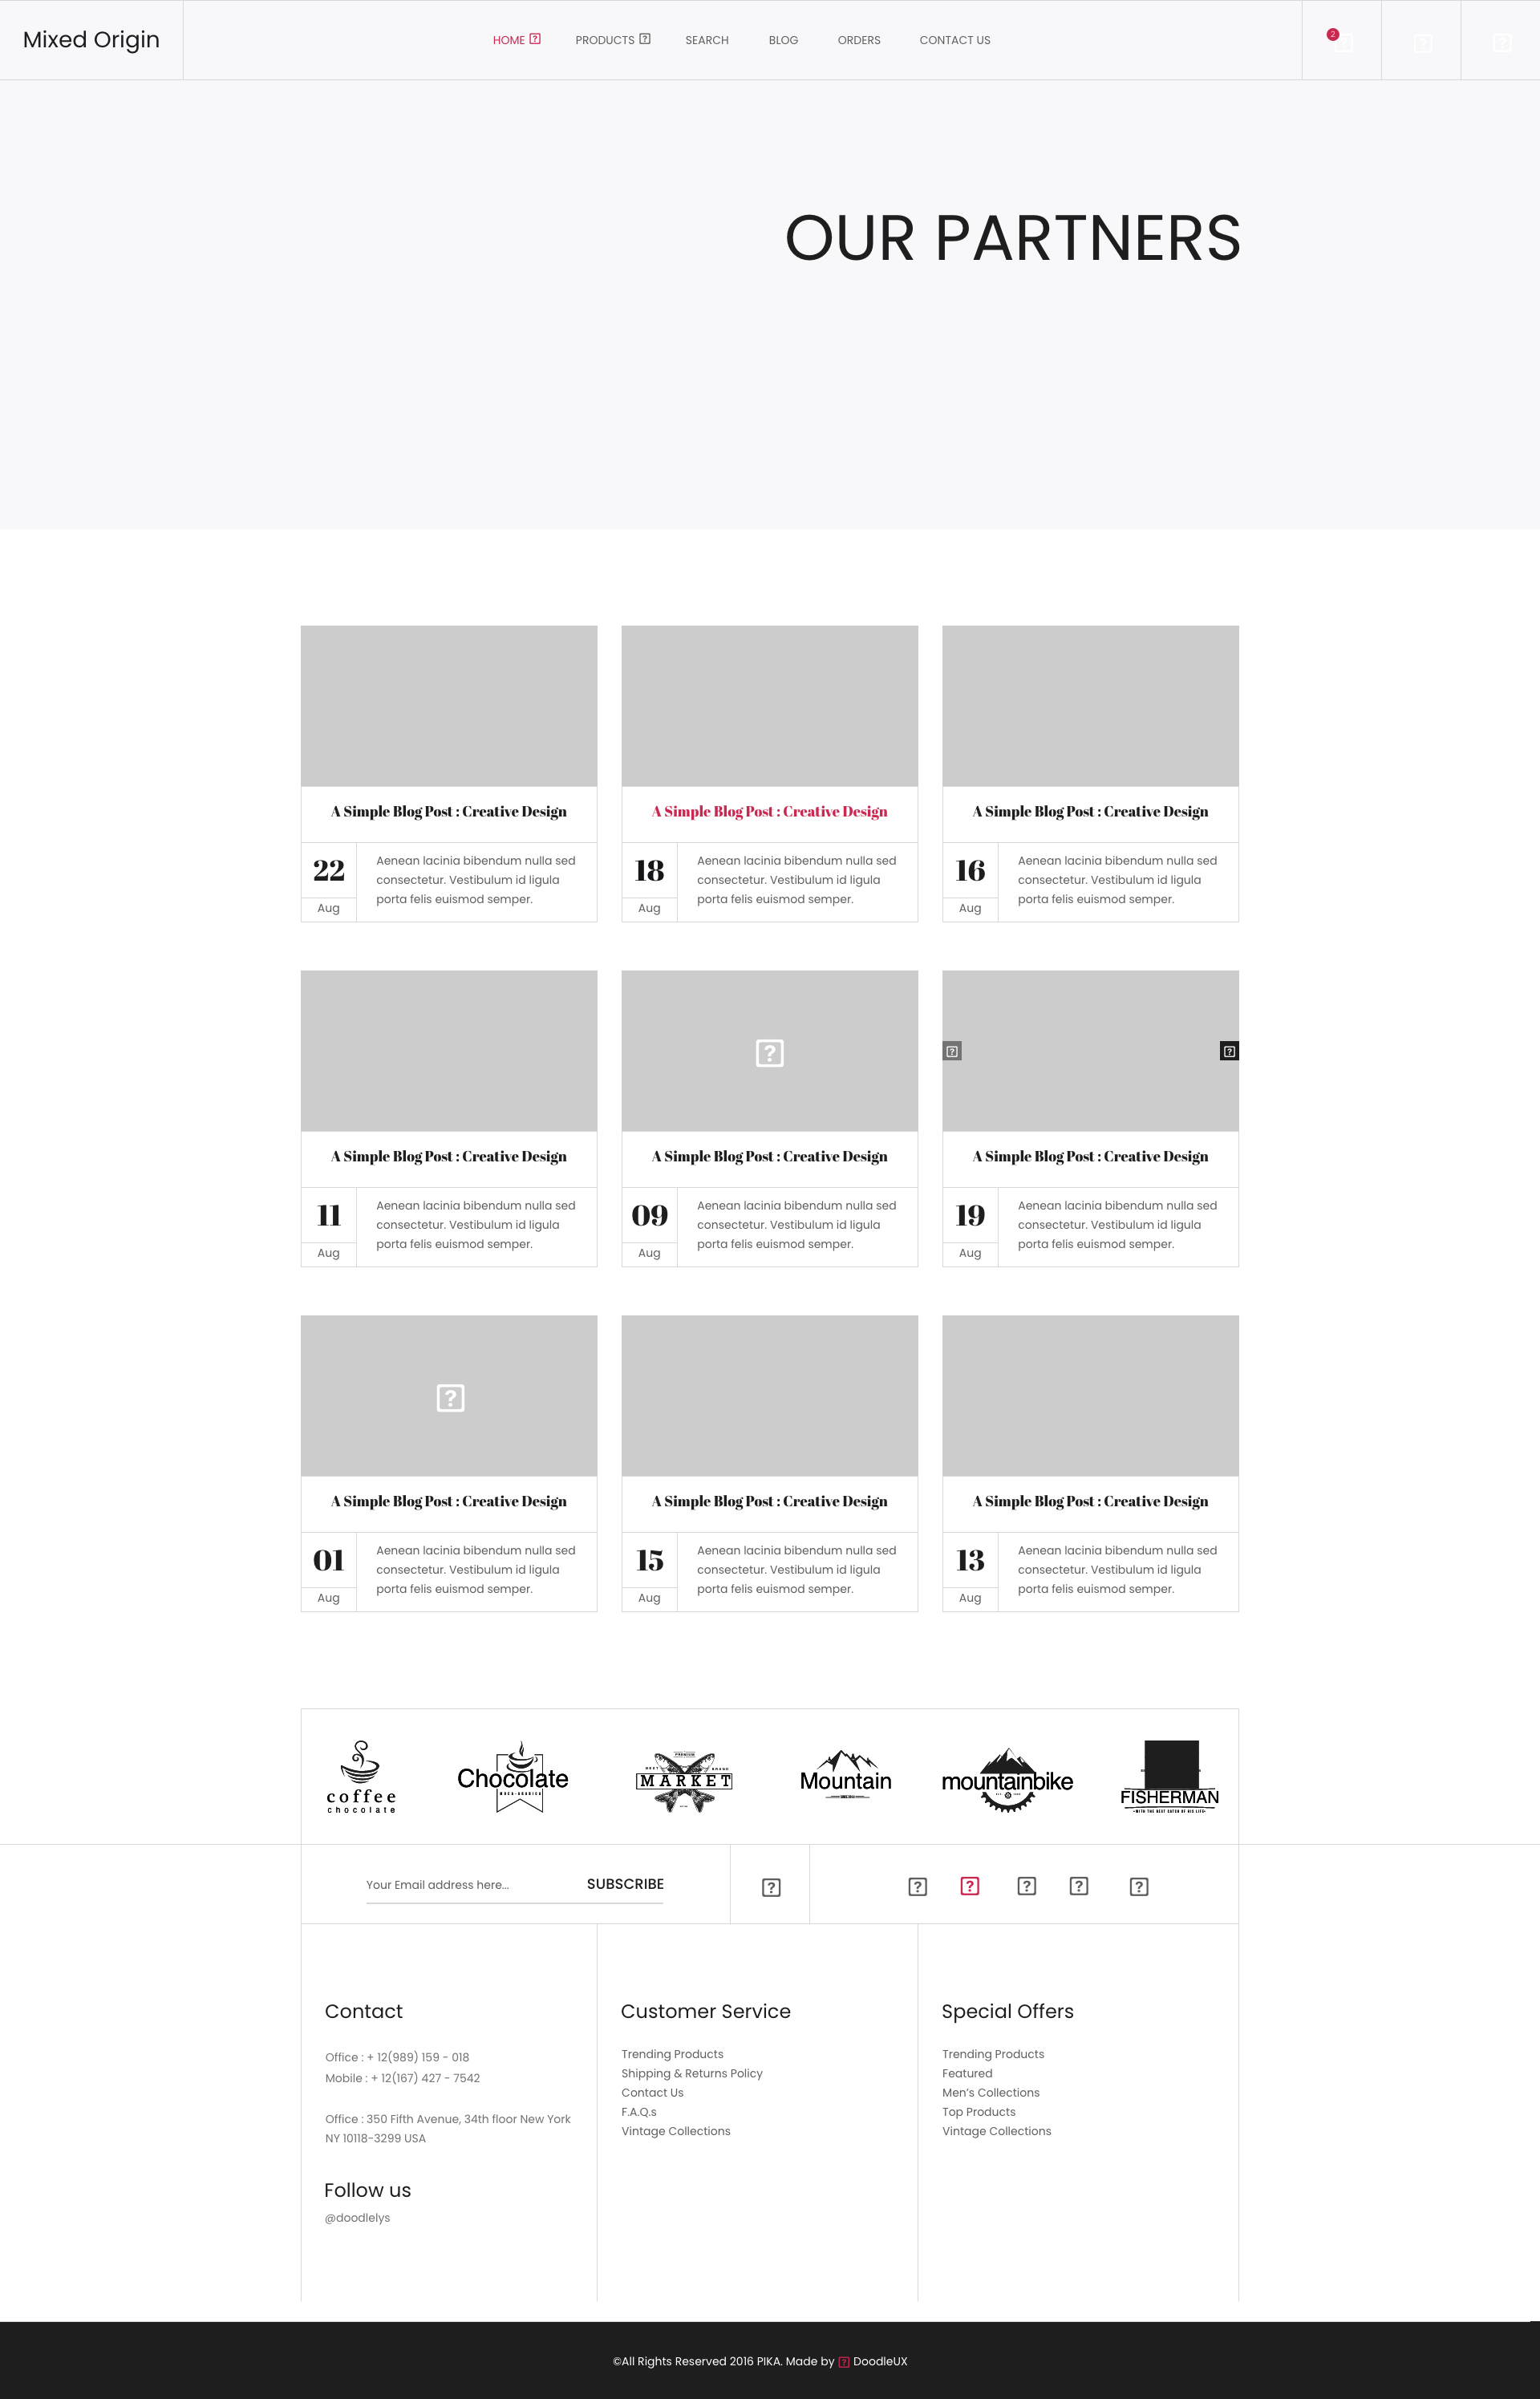 Mixed Origin
HOME
PRODUCTS
SEARCH
BLOG
ORDERS
CONTACT US
2
OUR PARTNERS
A Simple Blog Post : Creative Design
22
Aug
Aenean lacinia bibendum nulla sed
consectetur. Vestibulum id ligula
porta felis euismod semper.
A Simple Blog Post : Creative Design
18
Aug
Aenean lacinia bibendum nulla sed
consectetur. Vestibulum id ligula
porta felis euismod semper.
A Simple Blog Post : Creative Design
16
Aug
Aenean lacinia bibendum nulla sed
consectetur. Vestibulum id ligula
porta felis euismod semper.
A Simple Blog Post : Creative Design
11
Aug
Aenean lacinia bibendum nulla sed
consectetur. Vestibulum id ligula
porta felis euismod semper.
A Simple Blog Post : Creative Design
09
Aug
Aenean lacinia bibendum nulla sed
consectetur. Vestibulum id ligula
porta felis euismod semper.
A Simple Blog Post : Creative Design
19
Aug
Aenean lacinia bibendum nulla sed
consectetur. Vestibulum id ligula
porta felis euismod semper.
A Simple Blog Post : Creative Design
01
Aug
Aenean lacinia bibendum nulla sed
consectetur. Vestibulum id ligula
porta felis euismod semper.
A Simple Blog Post : Creative Design
15
Aug
Aenean lacinia bibendum nulla sed
consectetur. Vestibulum id ligula
porta felis euismod semper.
A Simple Blog Post : Creative Design
13
Aug
Aenean lacinia bibendum nulla sed
consectetur. Vestibulum id ligula
porta felis euismod semper.
coffee
chocolate
Chocolate
MOKA-ARABICA
PREMIUM
BEST BRAND
MARKET
Mountain
mountainbike
FISHERMAN
-WITH THE BEST CATCH OF HIS LIFE-
Your Email address here...
SUBSCRIBE
Contact
Office : + 12(989) 159 - 018
Mobile : + 12(167) 427 - 7542
Office : 350 Fifth Avenue, 34th floor New York
NY 10118-3299 USA
Follow us
@doodlelys
Customer Service
Trending Products
Shipping & Returns Policy
Contact Us
F.A.Q.s
Vintage Collections
Special Offers
Trending Products
Featured
Men’s Collections
Top Products
Vintage Collections
©All Rights Reserved 2016 PIKA. Made by DoodleUX